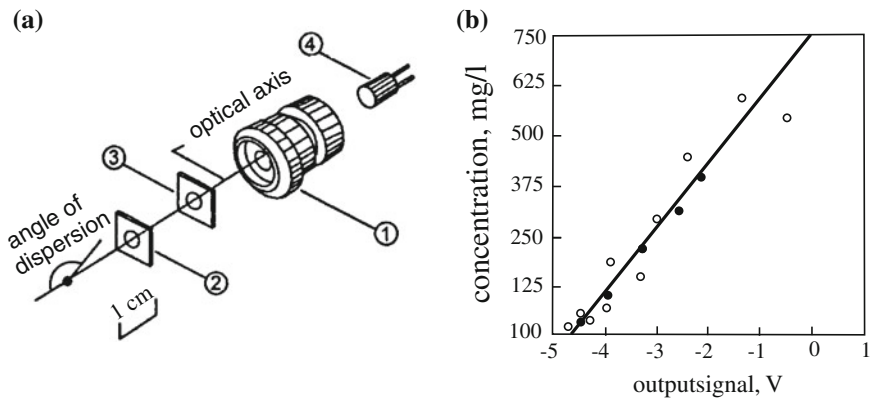 (a)
④
optical axis
③
①
angle of
dispersion
②
1 cm
(b)
concentration, mg/l
750
625
500
375
250
125
100
-5 -4 -3 -2 -1 0 1
outputsignal, V